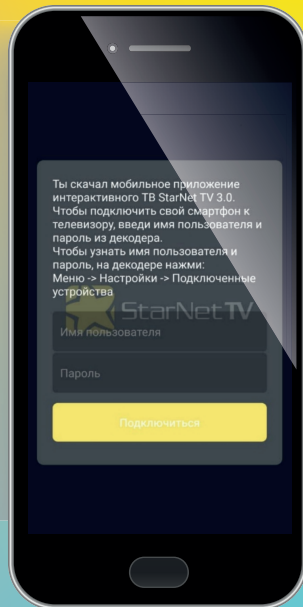 Ты скачал мобильное приложение
интерактивного ТВ StarNet TV 3.0.
Чтобы подключить свой смартфон к
телевизору, введи имя пользователя и
пароль из декодера.
Чтобы узнать имя пользователя и
пароль, на декодере нажми:
Меню -> Настройки -> Подключенные
устройства
StarNet TV
Имя пользователя
Пароль
Подключиться